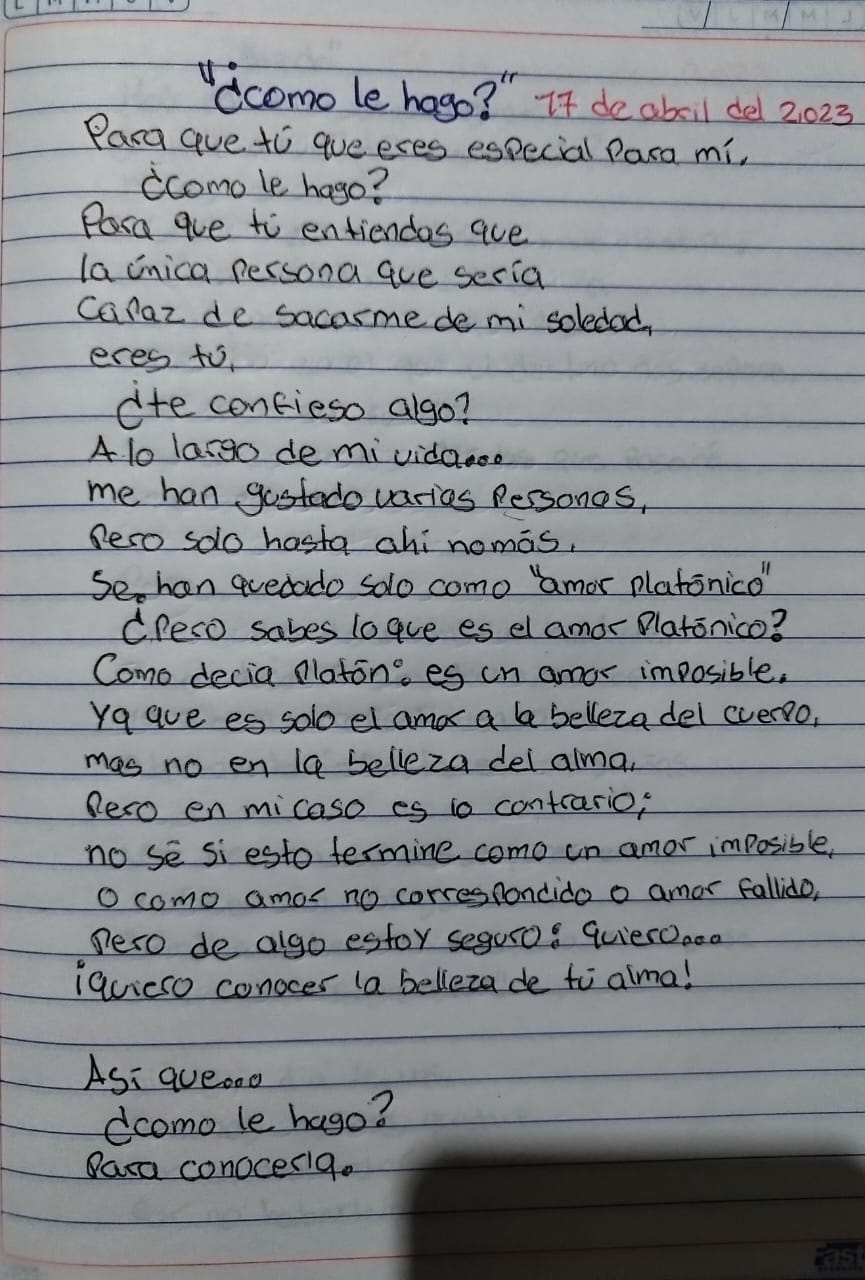 "¿como le hago?" 17 de abril del 2,023
Para que tú que eres especial para mí,
¿como le hago?
Para que tú entiendas que
la única persona que sería
capaz de sacarme de mi soledad,
eres tú,
¿te confieso algo?
A lo largo de mi vida...
me han gustado varias personas,
Pero solo hasta ahí nomás,
Se han quedado solo como "amor platónico"
¿Pero sabes lo que es el amor Platónico?
Como decia Platón: es un amor imposible.
Ya que es solo el amor a la belleza del cuerpo,
mas no en la belleza del alma,
Pero en mi caso es lo contrario;
no sé si esto termine como un amor imposible,
o como amor no correspondido o amor fallido,
Pero de algo estoy seguro: quiero...
¡quiero conocer la belleza de tú alma!
Así que...
¿como le hago?
Para conocerla.